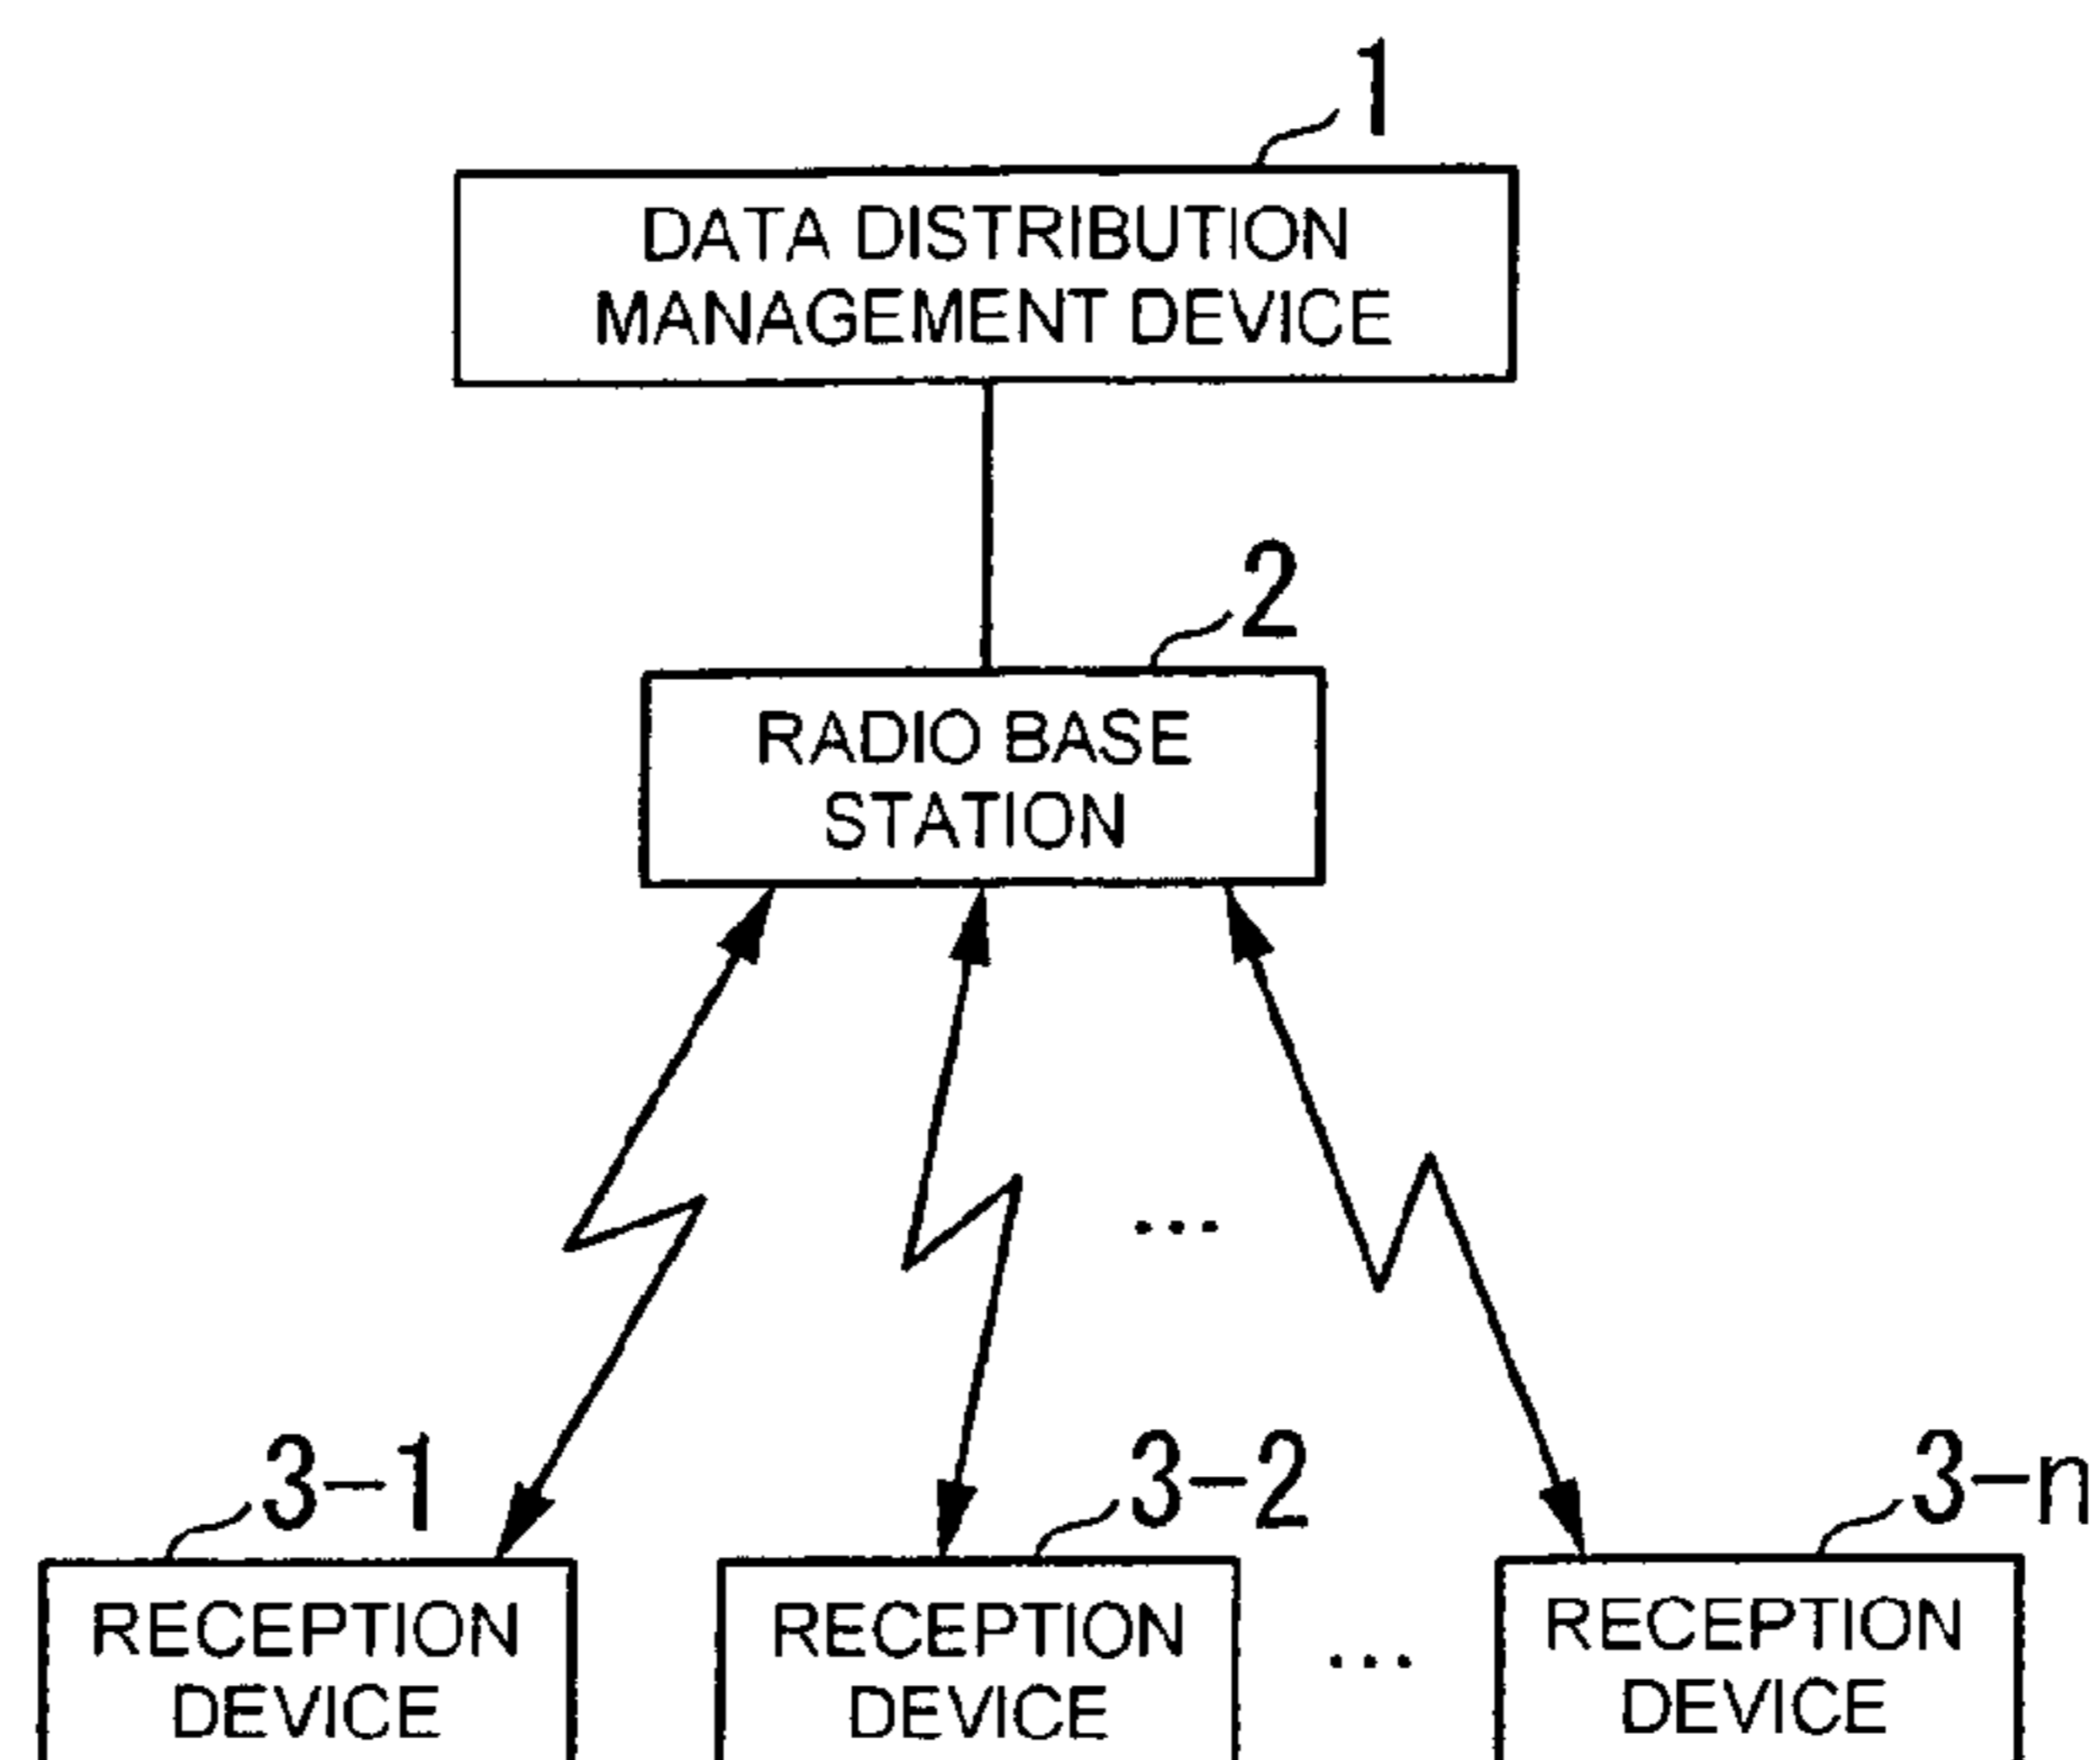 1
DATA DISTRIBUTION
MANAGEMENT DEVICE
2
RADIO BASE
STATION
...
3-1
3-2
3-n
RECEPTION
DEVICE
RECEPTION
DEVICE
...
RECEPTION
DEVICE